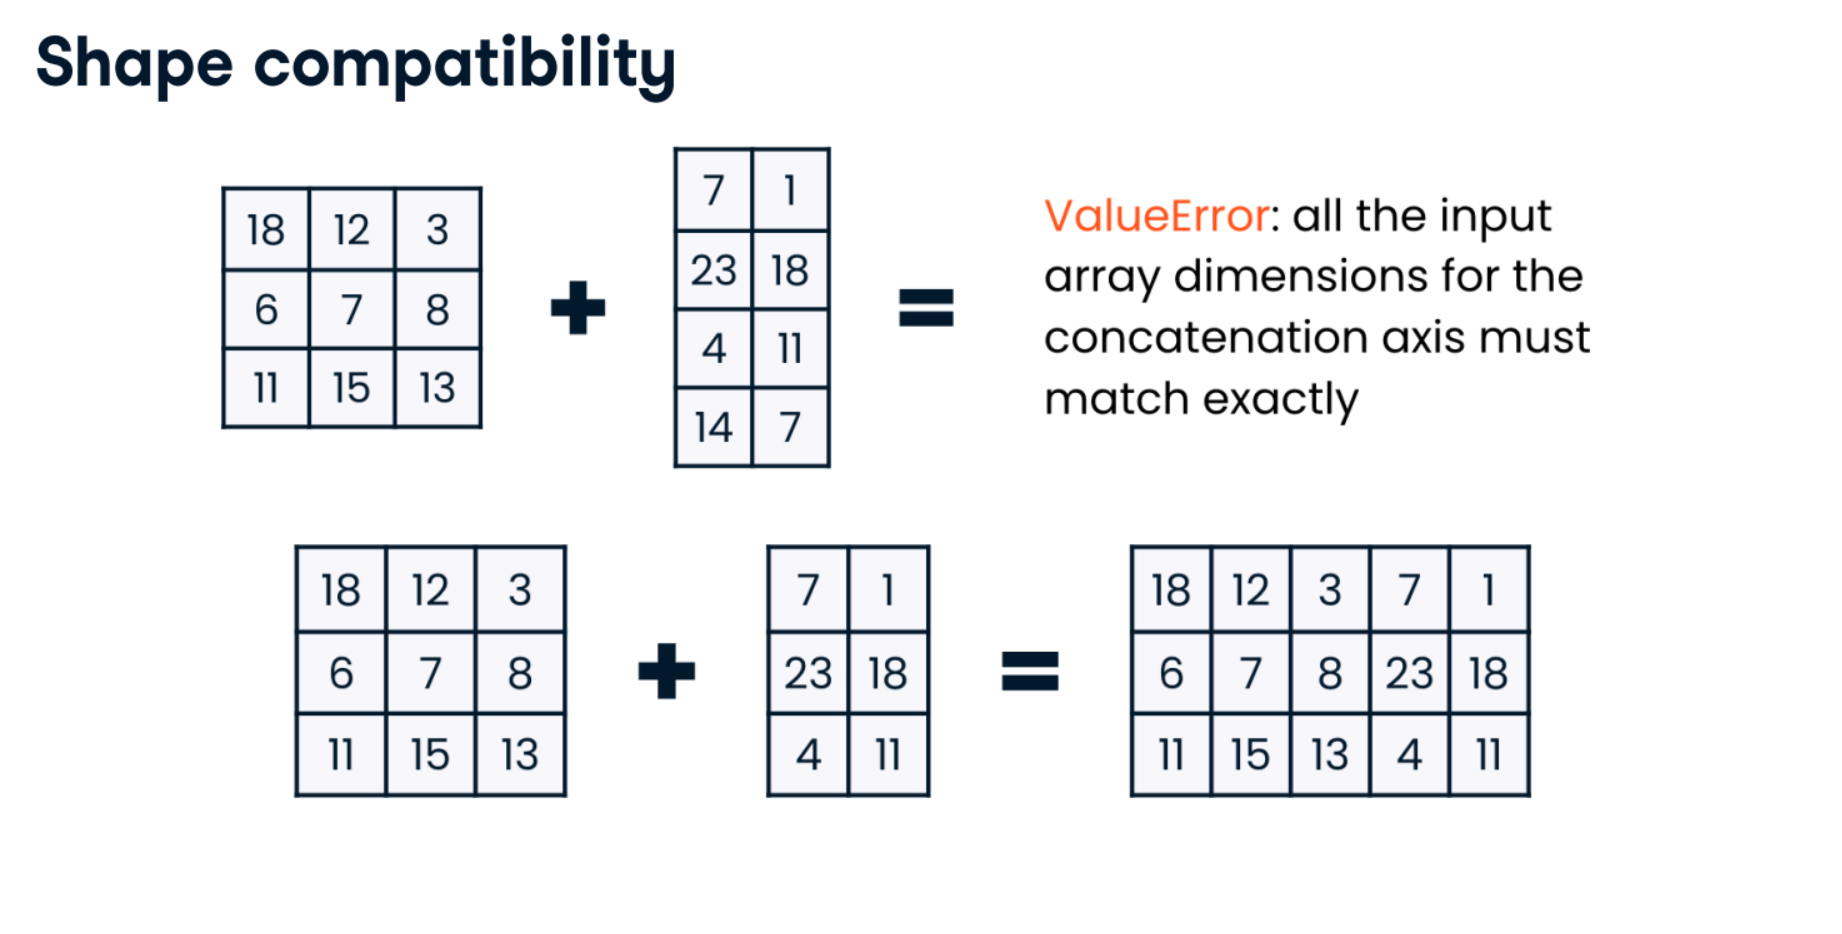 Shape compatibility
18 12 3
6 7 8
11 15 13
+
7 1
23 18
4 11
14 7
=
ValueError: all the input
array dimensions for the
concatenation axis must
match exactly
18 12 3
6 7 8
11 15 13
+
7 1
23 18
4 11
=
18 12 3 7 1
6 7 8 23 18
11 15 13 4 11